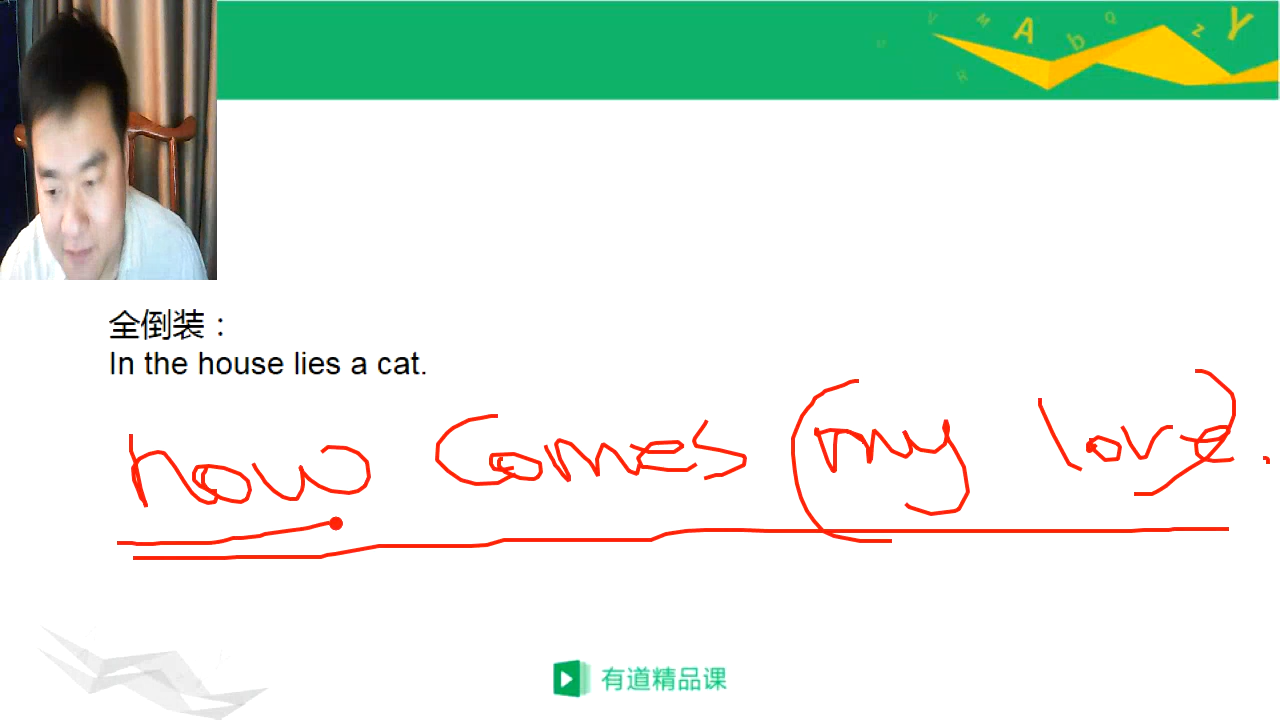 全倒装：
In the house lies a cat.
now comes (my love).
有道精品课